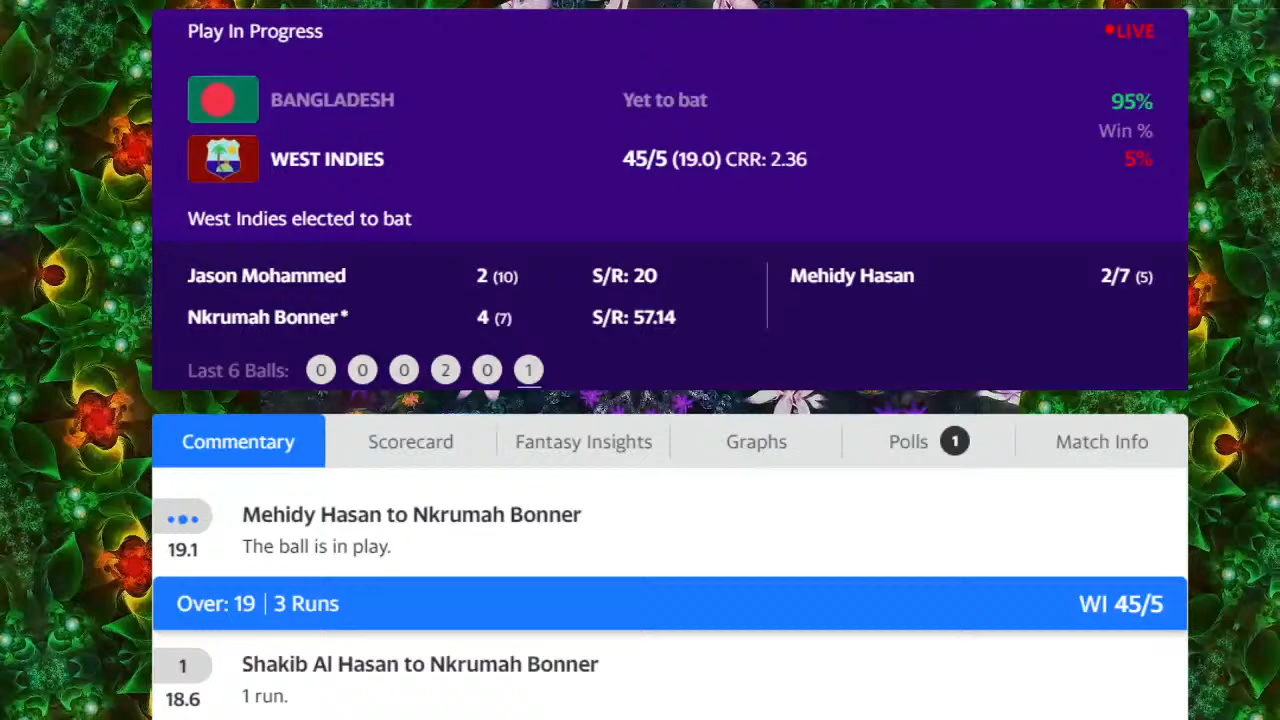 Play In Progress
•LIVE
BANGLADESH Yet to bat 95%
Win %
WEST INDIES 45/5 (19.0) CRR: 2.36 5%
West Indies elected to bat
Jason Mohammed 2 (10) S/R: 20 Mehidy Hasan 2/7 (5)
Nkrumah Bonner* 4 (7) S/R: 57.14
Last 6 Balls: 0 0 0 2 0 1
Commentary Scorecard Fantasy Insights Graphs Polls 1 Match Info
Mehidy Hasan to Nkrumah Bonner
19.1 The ball is in play.
Over: 19 | 3 Runs WI 45/5
1 Shakib Al Hasan to Nkrumah Bonner
18.6 1 run.